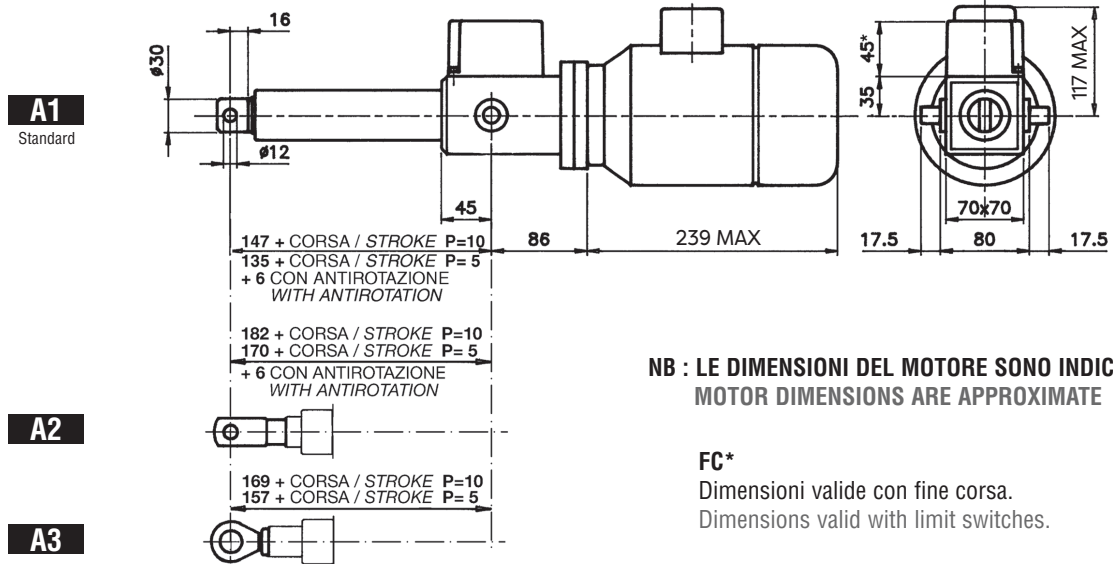 16
ø30
45*
117 MAX
35
A1
Standard
ø12
45
70x70
147 + CORSA / STROKE P=10
86
239 MAX
17.5
80
17.5
135 + CORSA / STROKE P= 5
+ 6 CON ANTIROTAZIONE
WITH ANTIROTATION
182 + CORSA / STROKE P=10
170 + CORSA / STROKE P= 5
+ 6 CON ANTIROTAZIONE
WITH ANTIROTATION
NB : LE DIMENSIONI DEL MOTORE SONO INDIC
MOTOR DIMENSIONS ARE APPROXIMATE
A2
FC*
Dimensioni valide con fine corsa.
Dimensions valid with limit switches.
169 + CORSA / STROKE P=10
157 + CORSA / STROKE P= 5
A3